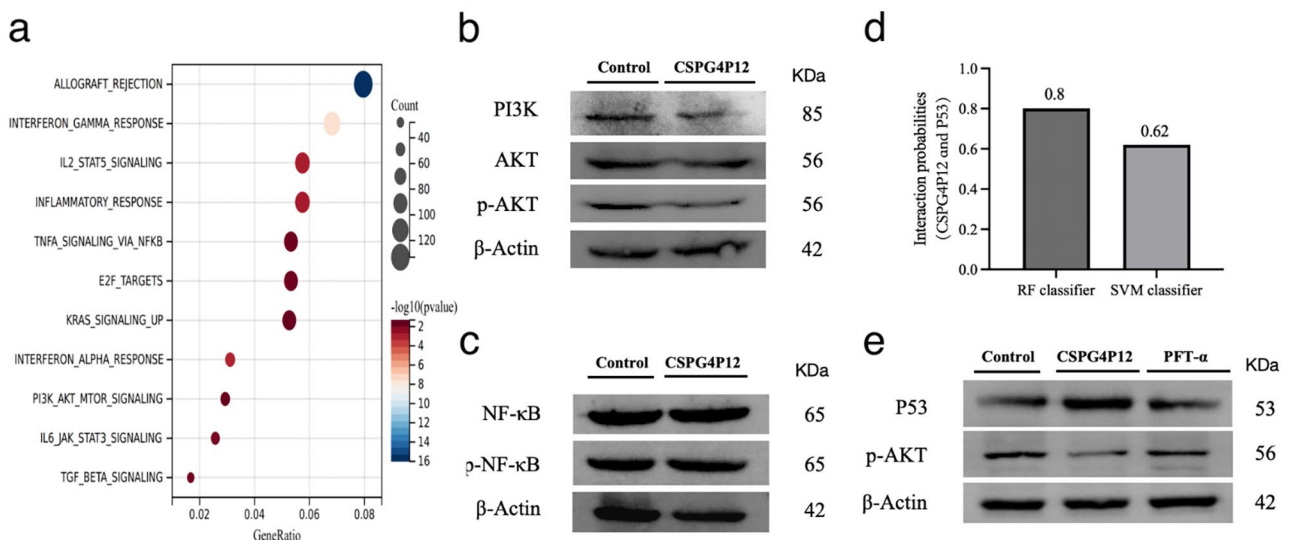 a
ALLOGRAFT_REJECTION
INTERFERON_GAMMA_RESPONSE
IL2_STAT5_SIGNALING
INFLAMMATORY_RESPONSE
TNFA_SIGNALING_VIA_NFKB
E2F_TARGETS
KRAS_SIGNALING_UP
INTERFERON_ALPHA_RESPONSE
PI3K_AKT_MTOR_SIGNALING
IL6_JAK_STAT3_SIGNALING
TGF_BETA_SIGNALING
0.02 0.04 0.06 0.08
GeneRatio
Count
40
60
80
100
120
-log10(pvalue)
2
4
6
8
10
12
14
16
b
Control CSPG4P12 KDa
PI3K 85
AKT 56
p-AKT 56
β-Actin 42
c
Control CSPG4P12 KDa
NF-κB 65
p-NF-κB 65
β-Actin 42
d
Interaction probabilities
(CSPG4P12 and P53)
1.0
0.8
0.6
0.4
0.2
0.0
0.8
0.62
RF classifier SVM classifier
e
Control CSPG4P12 PFT-α KDa
P53 53
p-AKT 56
β-Actin 42